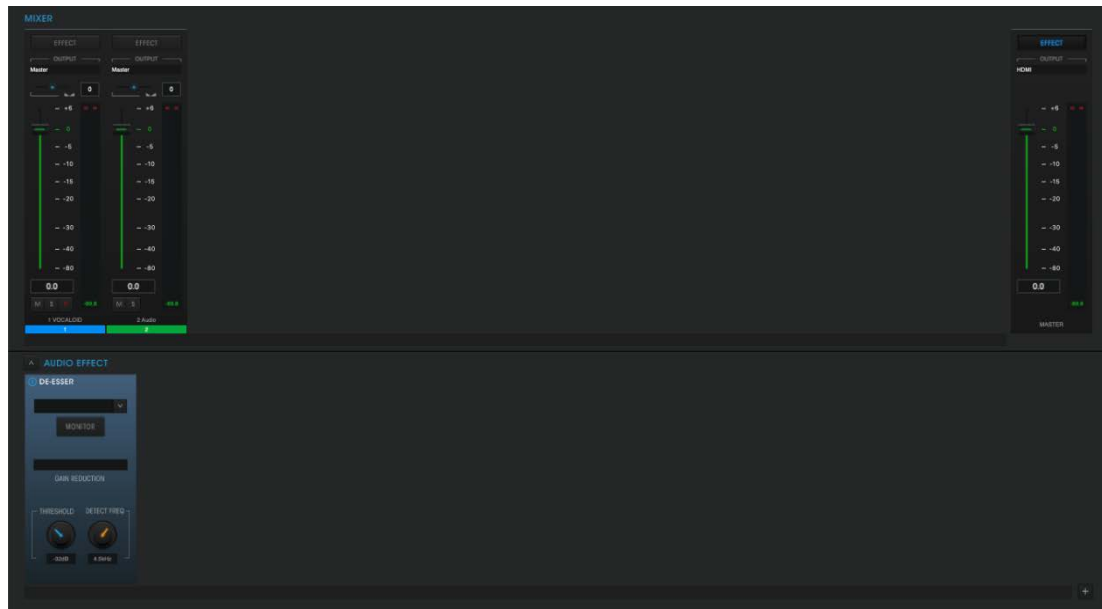 MIXER
EFFECT EFFECT EFFECT
OUTPUT OUTPUT OUTPUT
Master Master HDMI
0 0
+6 +6 +6
0 0 0
-5 -5 -5
-10 -10 -10
-15 -15 -15
-20 -20 -20
-30 -30 -30
-40 -40 -40
-80 -80 -80
0.0 0.0 0.0
M S M S
1 VOCALOID 2 Audio MASTER
1 2
AUDIO EFFECT
DE-ESSER
MONITOR
GAIN REDUCTION
THRESHOLD DETECT FREQ
+